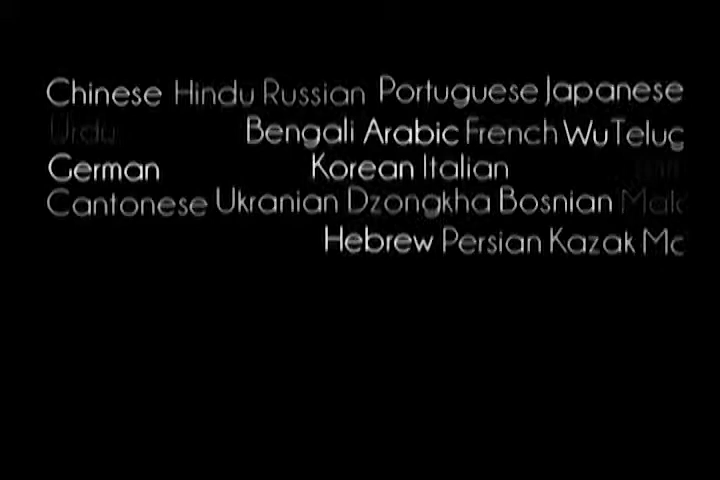 Chinese Hindu Russian Portuguese Japanese
Urdu Bengali Arabic French Wu Telug
German Korean Italian
Cantonese Ukranian Dzongkha Bosnian
Hebrew Persian Kazak